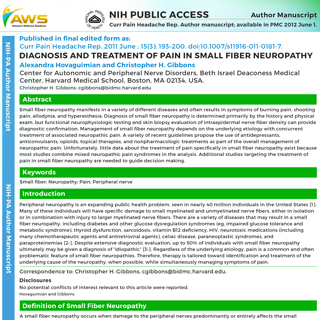 AWS
NIH PUBLIC ACCESS
Author Manuscript
Published in final edited form as:
Curr Pain Headache Rep. Author manuscript; available in PMC 2012 June 1.
Curr Pain Headache Rep. 2011 June ; 15(3): 193-200. doi:10.1007/s11916-011-0181-7.
DIAGNOSIS AND TREATMENT OF PAIN IN SMALL FIBER NEUROPATHY
Alexandra Hovaguimian and Christopher H. Gibbons
Center for Autonomic and Peripheral Nerve Disorders, Beth Israel Deaconess Medical
Center, Harvard Medical School, Boston, MA 02134, USA.
Christopher H. Gibbons: cgibbons@bidmc.harvard.edu
Abstract
Small fiber neuropathy manifests in a variety of different diseases and often results in symptoms of burning pain, shooting
pain, allodynia, and hyperesthesia. Diagnosis of small fiber neuropathy is determined primarily by the history and physical
exam, but functional neurophysiologic testing and skin biopsy evaluation of intraepidermal nerve fiber density can provide
diagnostic confirmation. Management of small fiber neuropathy depends on the underlying etiology with concurrent
treatment of associated neuropathic pain. A variety of recent guidelines propose the use of antidepressants,
anticonvulsants, opioids, topical therapies, and nonpharmacologic treatments as part of the overall management of
neuropathic pain. Unfortunately, little data about the treatment of pain specifically in small fiber neuropathy exist because
most studies combine mixed neuropathic pain syndromes in the analysis. Additional studies targeting the treatment of
pain in small fiber neuropathy are needed to guide decision making.
Keywords
Small fiber; Neuropathy; Pain; Peripheral nerve
Introduction
Peripheral neuropathy is an expanding public health problem, seen in nearly 40 million individuals in the United States [1].
Many of these individuals will have specific damage to small myelinated and unmyelinated nerve fibers, either in isolation
or in combination with injury to larger myelinated nerve fibers. There are a variety of diseases that may result in a small
fiber neuropathy, including diabetes and other glucose dysregulation syndromes (eg, impaired glucose tolerance and
metabolic syndrome), thyroid dysfunction, sarcoidosis, vitamin B12 deficiency, HIV, neurotoxic medications (including
many chemotherapeutic agents and antiretroviral agents), celiac disease, paraneoplastic syndromes, and
paraproteinemias [2-]. Despite extensive diagnostic evaluation, up to 50% of individuals with small fiber neuropathy
ultimately may be given a diagnosis of "idiopathic" [5-]. Regardless of the underlying etiology, pain is a common and often
problematic feature of small fiber neuropathies. Therefore, therapy is tailored toward identification and treatment of the
underlying cause of the neuropathy, when possible, while simultaneously managing symptoms of pain.
Correspondence to: Christopher H. Gibbons, cgibbons@bidmc.harvard.edu.
Disclosures
No potential conflicts of interest relevant to this article were reported.
Hovaguimian and Gibbons
Definition of Small Fiber Neuropathy
A small fiber neuropathy occurs when damage to the peripheral nerves predominantly or entirely affects the small
NIH-PA Author Manuscript
NIH-PA Author Manuscript